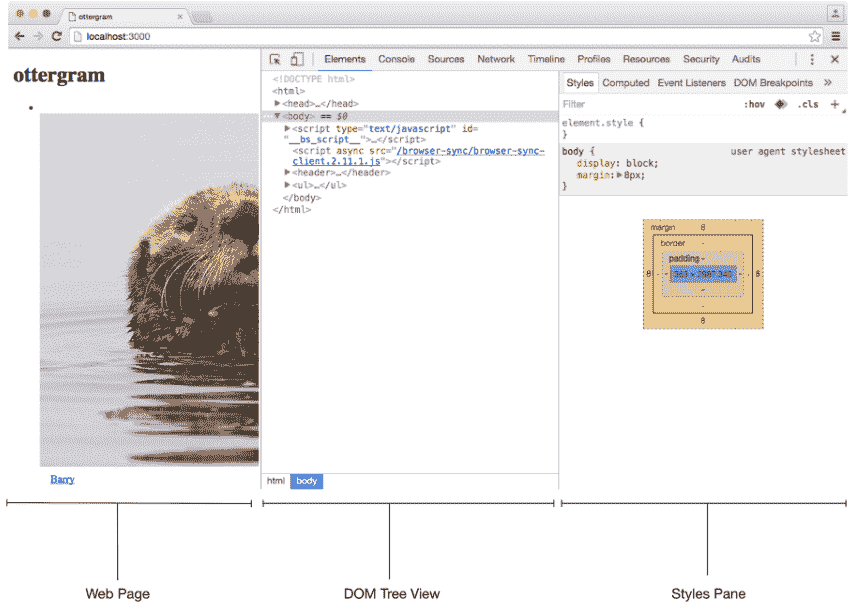 ottergram
localhost:3000
Elements Console Sources Network Timeline Profiles Resources Security Audits
ottergram
Barry
<!DOCTYPE html>
<html>
<head>…</head>
<body> == $0
<script type="text/javascript" id=
"__bs_script__">…</script>
<script async src="/browser-sync/browser-sync-
client.2.11.1.js"></script>
<header>…</header>
<ul>…</ul>
</body>
</html>
html body
Styles Computed Event Listeners DOM Breakpoints »
Filter :hov .cls +
element.style {
}
body { user agent stylesheet
display: block;
margin: 8px;
}
margin 8
border -
padding -
8 - - - - 8
-
-
8
Web Page DOM Tree View Styles Pane